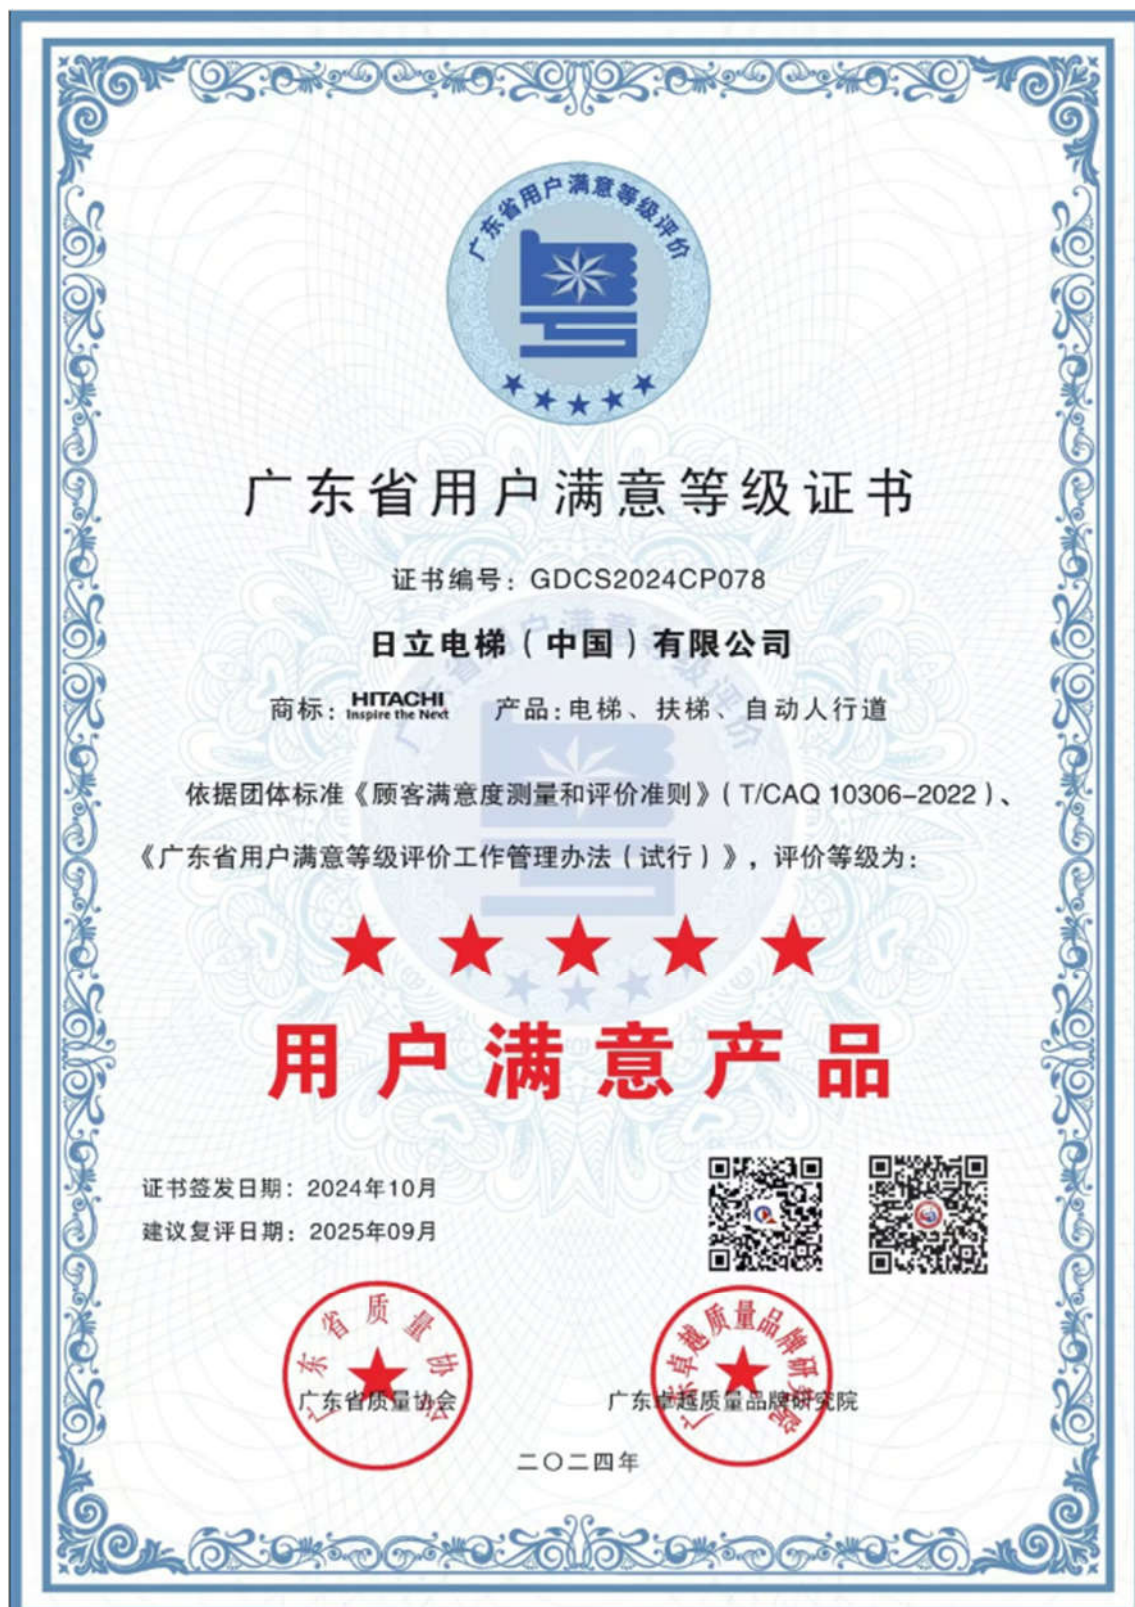 广东省用户满意等级评价
广东省用户满意等级证书
证书编号：GDCS2024CP078
日立电梯（中国）有限公司
商标：HITACHI Inspire the Next 产品：电梯、扶梯、自动人行道
依据团体标准《顾客满意度测量和评价准则》（T/CAQ 10306-2022）、
《广东省用户满意等级评价工作管理办法（试行）》，评价等级为：
用户满意产品
证书签发日期：2024年10月
建议复评日期：2025年09月
广东省质量协会
广东省质量协会
广东卓越质量品牌研究院
广东卓越质量品牌研究院
二〇二四年